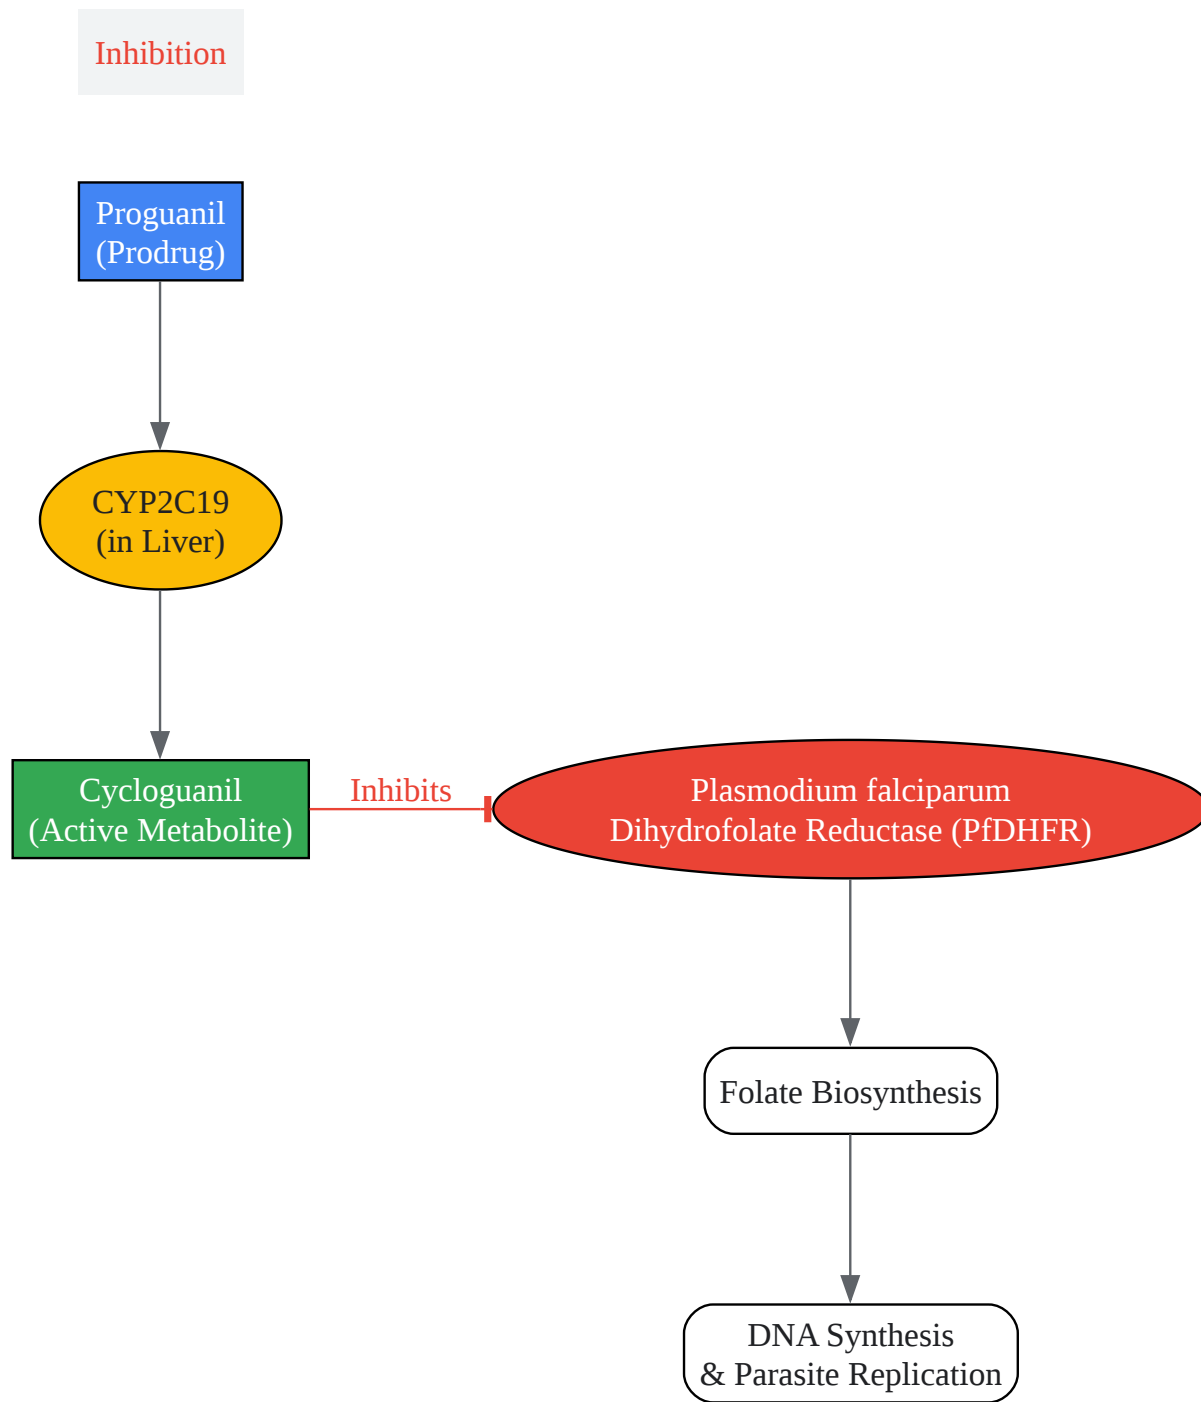 Inhibition
Proguanil
(Prodrug)
CYP2C19
(in Liver)
Cycloguanil
(Active Metabolite)
Inhibits
Plasmodium falciparum
Dihydrofolate Reductase (PfDHFR)
Folate Biosynthesis
DNA Synthesis
& Parasite Replication